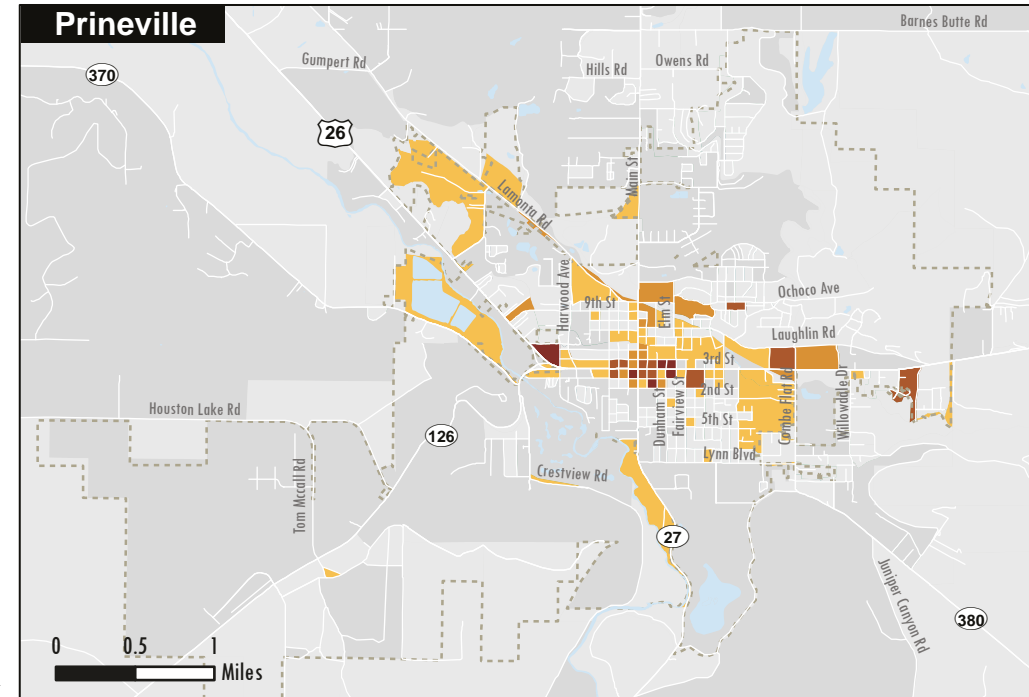 Prineville
Barnes Butte Rd
Gumpert Rd
Owens Rd
Hills Rd
370
26
Main St
Lamonta Rd
Harwood Ave
Ochoco Ave
9th St
Elm St
Laughlin Rd
3rd St
2nd St
Dunham St
Fairview St
Combe Flat Rd
Willowdale Dr
Houston Lake Rd
126
5th St
Lynn Blvd
Crestview Rd
Tom Mccall Rd
27
Juniper Canyon Rd
380
0 0.5 1
Miles